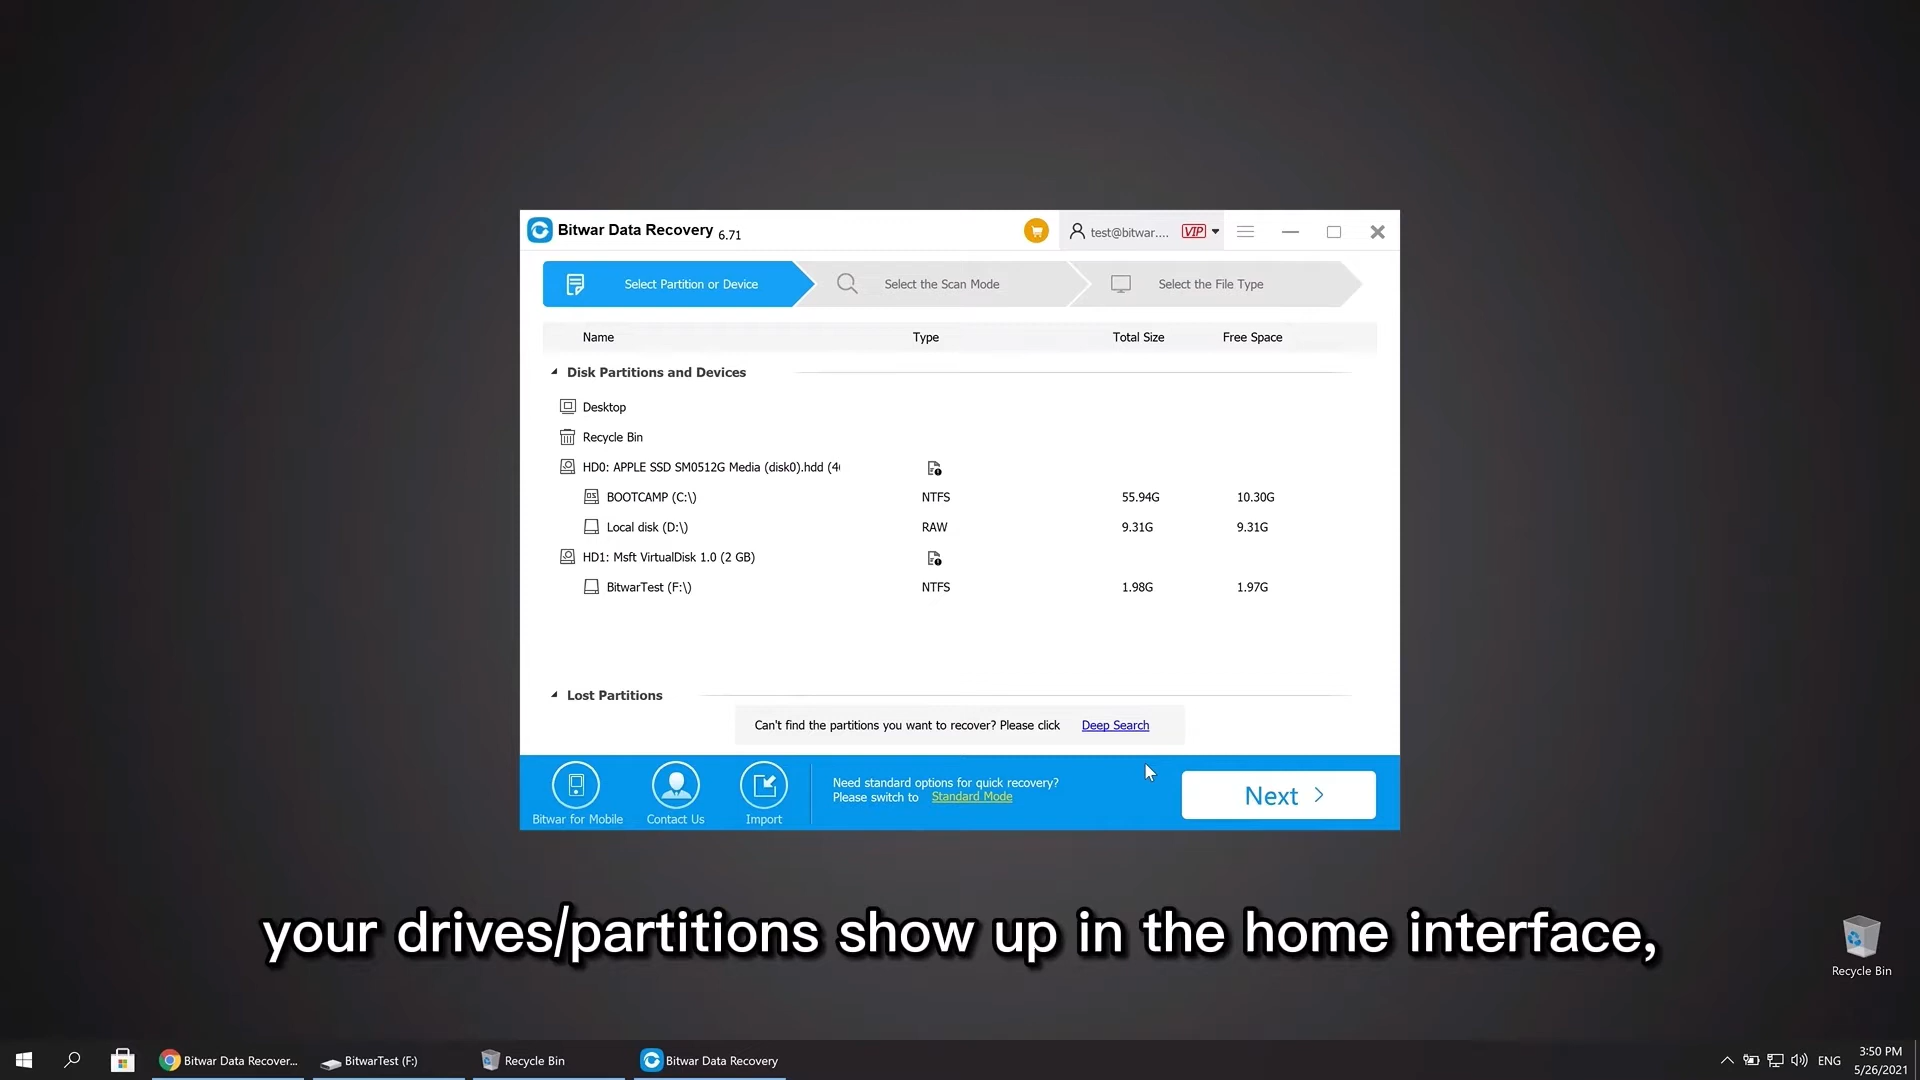 Bitwar Data Recovery 6.71
test@bitwar.... VIP
Select Partition or Device
Select the Scan Mode
Select the File Type
Name Type Total Size Free Space
Disk Partitions and Devices
Desktop
Recycle Bin
HD0: APPLE SSD SM0512G Media (disk0).hdd (4
BOOTCAMP (C:\) NTFS 55.94G 10.30G
Local disk (D:\) RAW 9.31G 9.31G
HD1: Msft VirtualDisk 1.0 (2 GB)
BitwarTest (F:\) NTFS 1.98G 1.97G
Lost Partitions
Can't find the partitions you want to recover? Please click Deep Search
Need standard options for quick recovery?
Please switch to Standard Mode
Next
Bitwar for Mobile Contact Us Import
your drives/partitions show up in the home interface,
Recycle Bin
Bitwar Data Recover... BitwarTest (F:) Recycle Bin Bitwar Data Recovery ENG
3:50 PM
5/26/2021